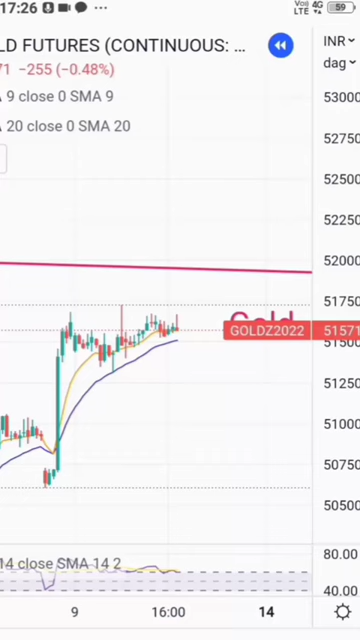 17:26 Vo)) LTE 4G 59
LD FUTURES (CONTINUOUS: ...
71 −255 (−0.48%)
9 close 0 SMA 9
20 close 0 SMA 20
INR
dag
53000
52750
52500
52250
52000
51750
Gold
GOLDZ2022 51571
51250
51000
50750
50500
14 close SMA 14 2
80.00
40.00
9 16:00 14